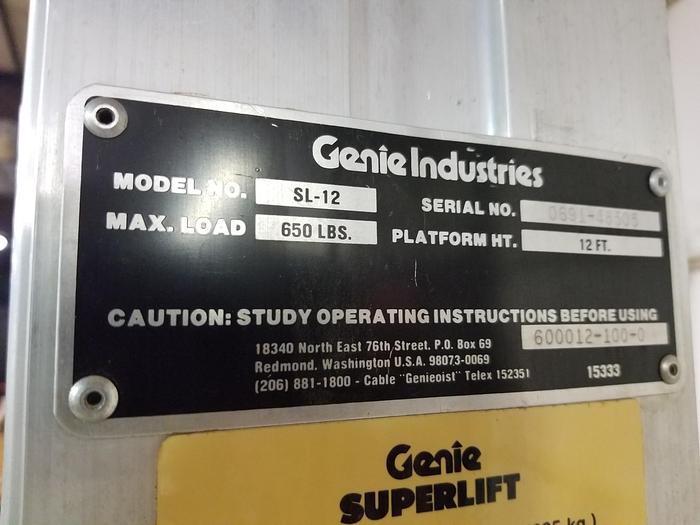 Genie Industries
MODEL NO. SL-12 SERIAL NO.
MAX. LOAD 650 LBS. PLATFORM HT. 12 FT.
CAUTION: STUDY OPERATING INSTRUCTIONS BEFORE USING
600012-100-0
18340 North East 76th Street, P.O. Box 69
Redmond, Washington U.S.A. 98073-0069
(206) 881-1800 - Cable "Genieoist" Telex 152351
15333
Genie
SUPERLIFT